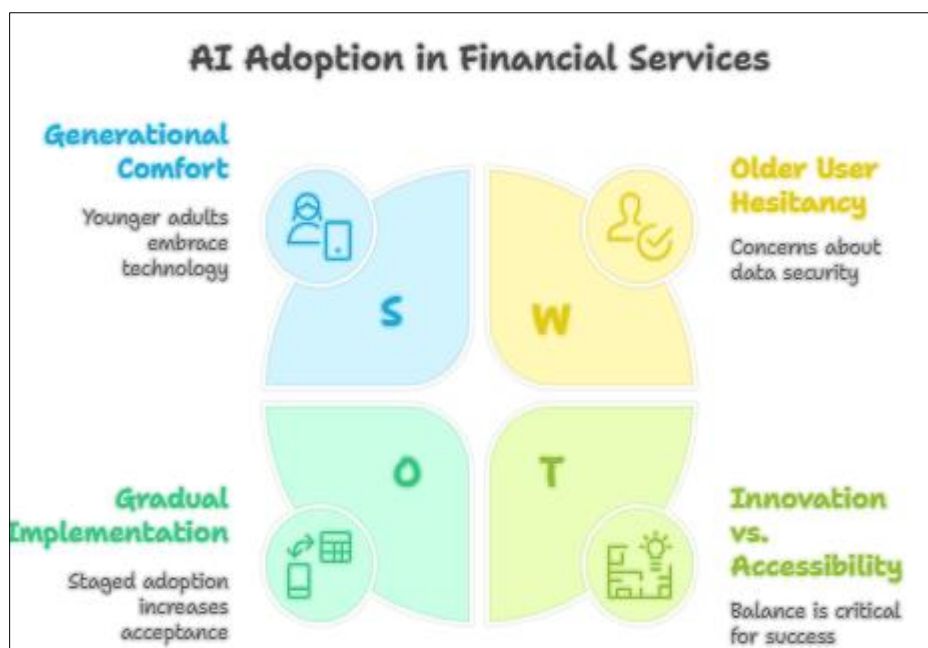 AI Adoption in Financial Services
Generational
Comfort
Younger adults
embrace
technology
Older User
Hesitancy
Concerns about
data security
S
W
O
T
Gradual
Implementation
Staged adoption
increases
acceptance
Innovation
vs.
Accessibility
Balance is critical
for success